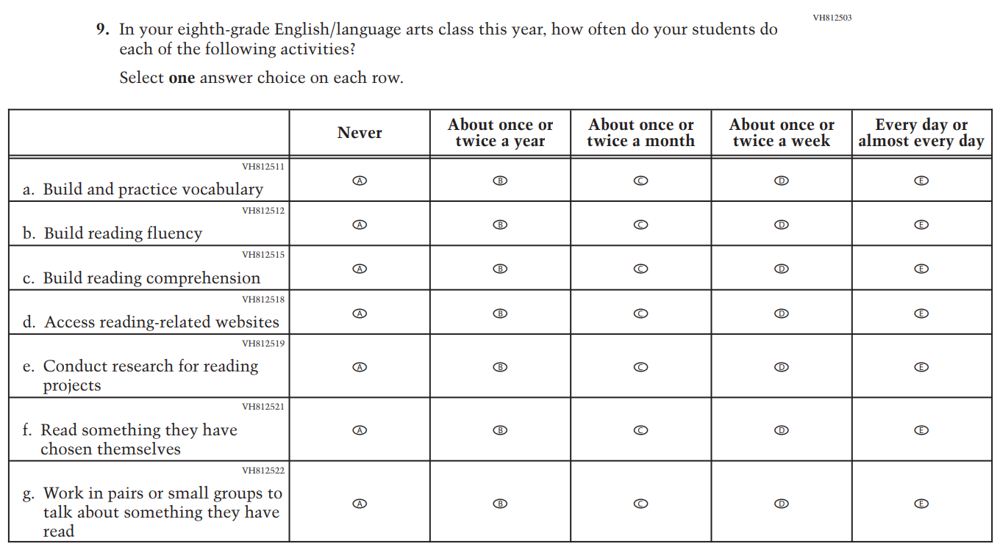 VH812503
9. In your eighth-grade English/language arts class this year, how often do your students do
each of the following activities?
Select one answer choice on each row.
Never
About once or
twice a year
About once or
twice a month
About once or
twice a week
Every day or
almost every day
VH812511
a. Build and practice vocabulary
A B C D E
VH812512
b. Build reading fluency
A B C D E
VH812515
c. Build reading comprehension
A B C D E
VH812518
d. Access reading-related websites
A B C D E
VH812519
e. Conduct research for reading
projects
A B C D E
VH812521
f. Read something they have
chosen themselves
A B C D E
VH812522
g. Work in pairs or small groups to
talk about something they have
read
A B C D E